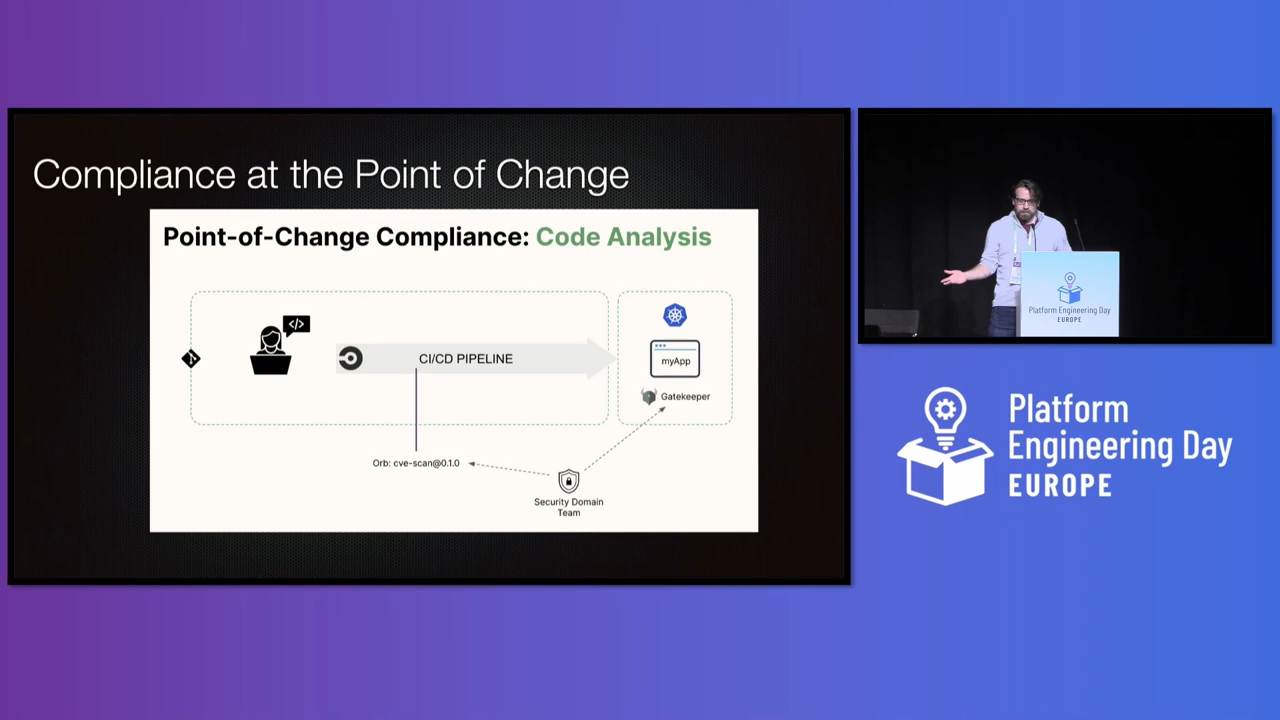 Compliance at the Point of Change
Point-of-Change Compliance: Code Analysis
</>
CI/CD PIPELINE
myApp
Gatekeeper
Orb: cve-scan@0.1.0
Security Domain
Team
Platform Engineering Day
EUROPE
Platform
Engineering Day
EUROPE